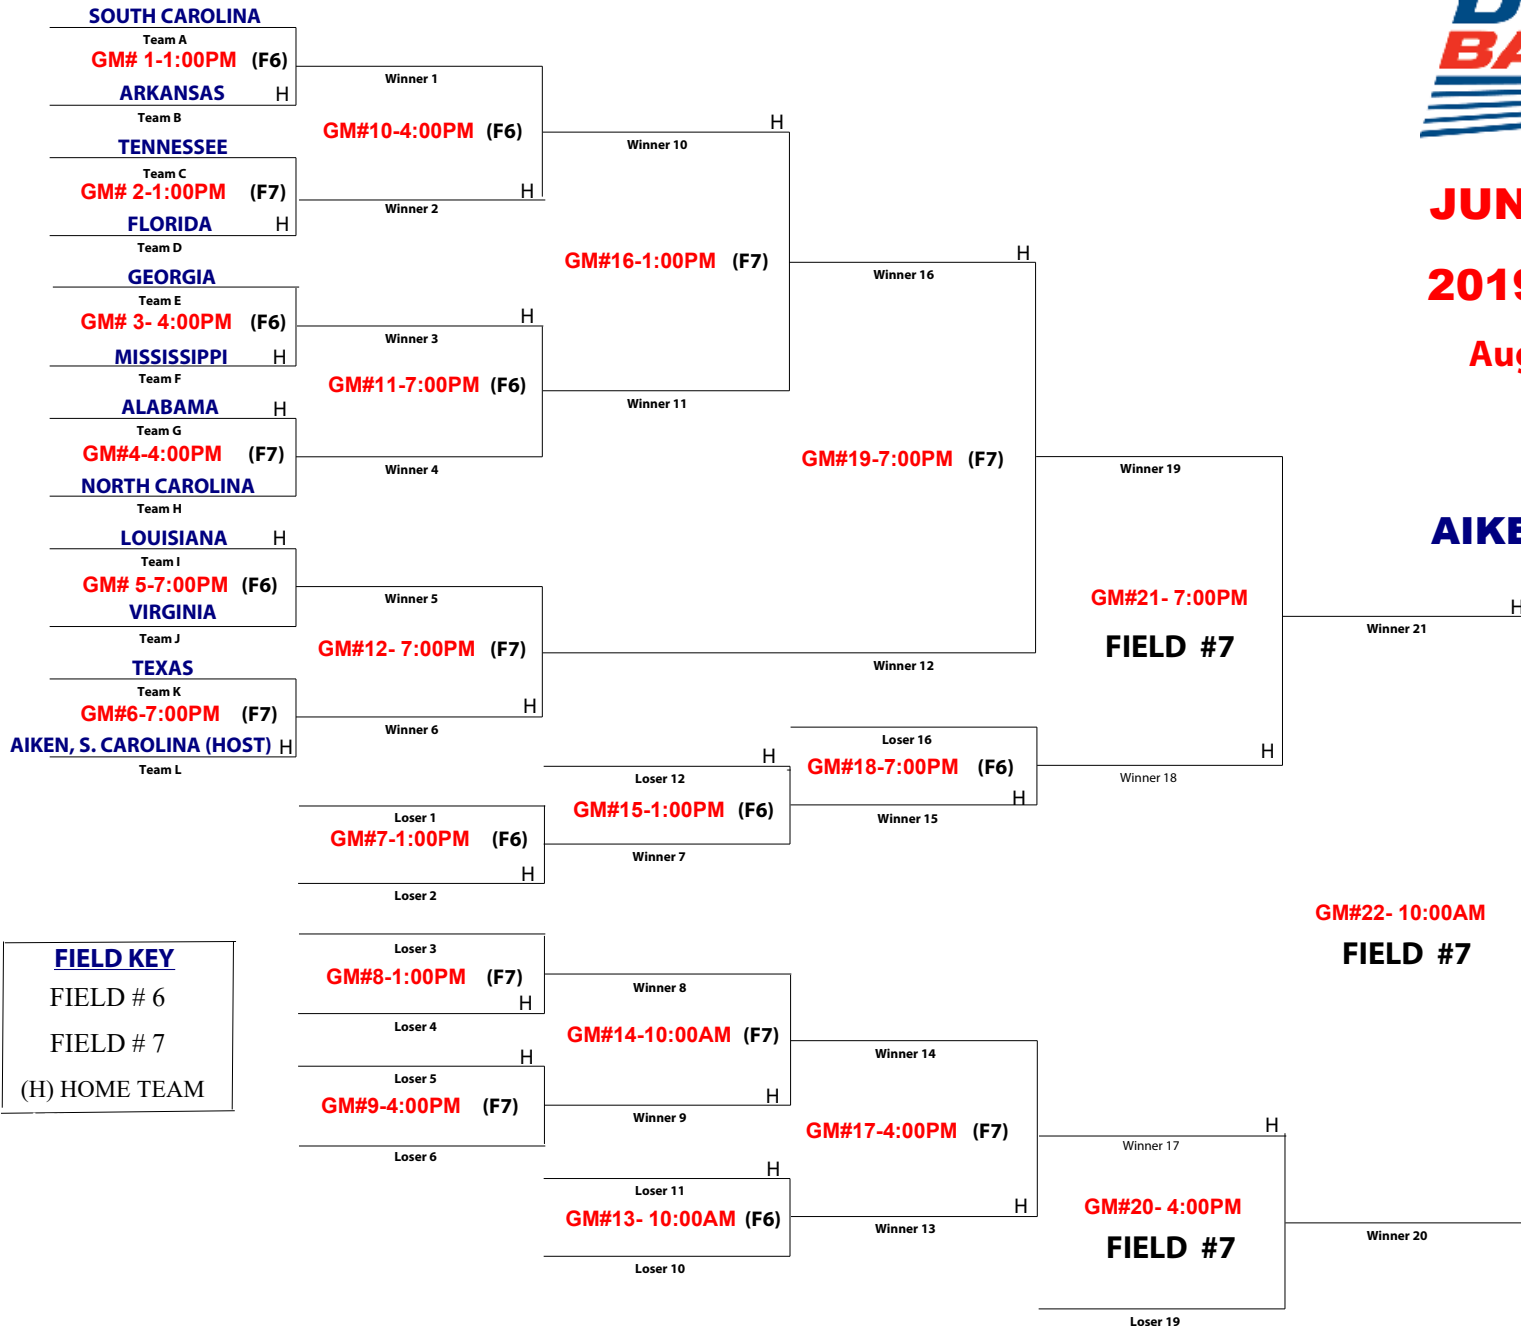 SOUTH CAROLINA
Team A
GM# 1-1:00PM (F6)
ARKANSAS H
Team B
TENNESSEE
Team C
GM# 2-1:00PM (F7)
FLORIDA H
Team D
GEORGIA
Team E
GM# 3- 4:00PM (F6)
MISSISSIPPI H
Team F
ALABAMA H
Team G
GM#4-4:00PM (F7)
NORTH CAROLINA
Team H
LOUISIANA H
Team I
GM# 5-7:00PM (F6)
VIRGINIA
Team J
TEXAS
Team K
GM#6-7:00PM (F7)
AIKEN, S. CAROLINA (HOST) H
Team L
Winner 1
GM#10-4:00PM (F6)
H
Winner 2
H
Winner 3
GM#11-7:00PM (F6)
Winner 4
Winner 5
GM#12- 7:00PM (F7)
H
Winner 6
Loser 1
GM#7-1:00PM (F6)
H
Loser 2
Loser 3
GM#8-1:00PM (F7)
H
Loser 4
H
Loser 5
GM#9-4:00PM (F7)
Loser 6
H
Winner 10
GM#16-1:00PM (F7)
Winner 11
H
Loser 12
GM#15-1:00PM (F6)
Winner 7
Winner 8
GM#14-10:00AM (F7)
H
Winner 9
H
Loser 11
GM#13- 10:00AM (F6)
Loser 10
H
Winner 16
GM#19-7:00PM (F7)
Winner 12
Loser 16
GM#18-7:00PM (F6)
H
Winner 15
Winner 14
GM#17-4:00PM (F7)
H
Winner 13
Winner 19
GM#21- 7:00PM
FIELD #7
H
Winner 18
H
Winner 17
GM#20- 4:00PM
FIELD #7
Loser 19
H
Winner 21
GM#22- 10:00AM
FIELD #7
Winner 20
FIELD KEY
FIELD # 6
FIELD # 7
(H) HOME TEAM
D
BA
JUN
2019
Aug
AIKE